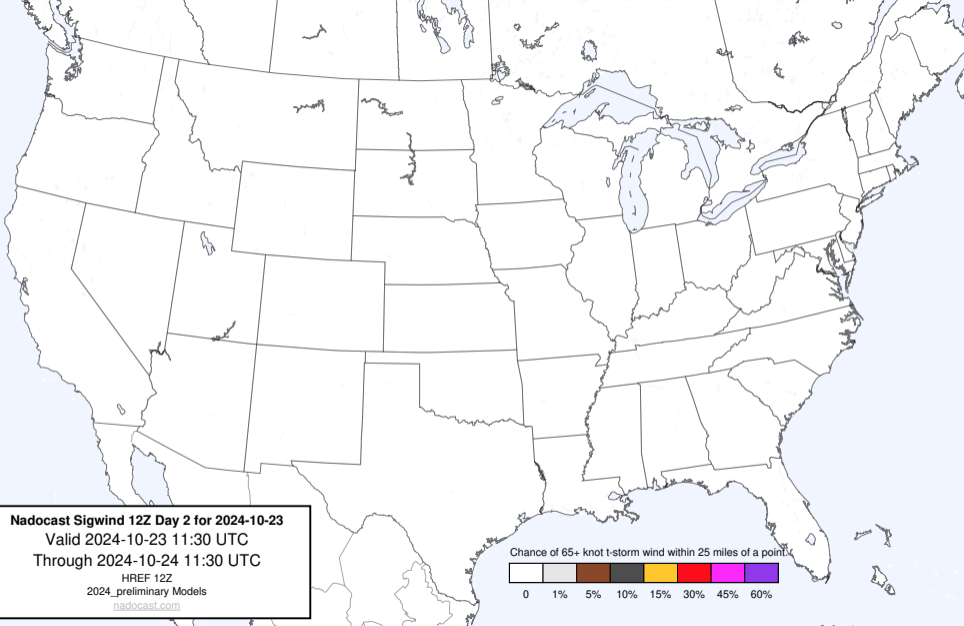 Nadocast Sigwind 12Z Day 2 for 2024-10-23
Valid 2024-10-23 11:30 UTC
Through 2024-10-24 11:30 UTC
HREF 12Z
2024_preliminary Models
nadocast.com
Chance of 65+ knot t-storm wind within 25 miles of a point.
0 1% 5% 10% 15% 30% 45% 60%